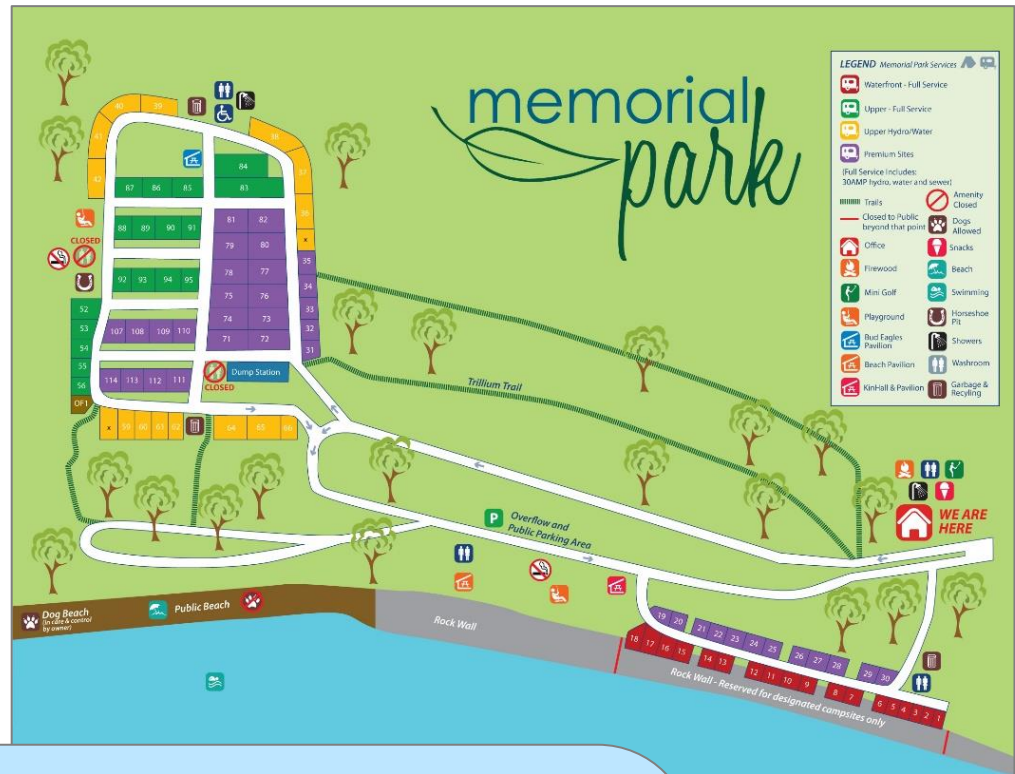 memorial
park
LEGEND Memorial Park Services
Waterfront - Full Service
Upper - Full Service
Upper Hydro/Water
Premium Sites
(Full Service Includes:
30AMP hydro, water and sewer)
Trails
Amenity
Closed
Closed to Public
beyond that point
Dogs
Allowed
Office
Snacks
Firewood
Beach
Mini Golf
Swimming
Playground
Horseshoe
Pit
Bud Eagles
Pavilion
Showers
Beach Pavilion
Washroom
KinHall & Pavilion
Garbage &
Recyling
40 39
41
42
38
37
36
x
84
83
87 86 85
88 89 90 91
92 93 94 95
107 108 109 110
114 113 112 111
81 82
79 80
78 77
75 76
74 73
71 72
35
34
33
32
31
CLOSED
52
53
54
55
56
OF1
CLOSED
Dump Station
x 59 60 61 62
64 65 66
Trillium Trail
P
Overflow and
Public Parking Area
WE ARE
HERE
Dog Beach
(in care & control
by owner)
Public Beach
Rock Wall
19 20 21 22 23 24 25 26 27 28 29 30
18 17 16 15 14 13 12 11 10 9 8 7 6 5 4 3 2 1
Rock Wall - Reserved for designated campsites only